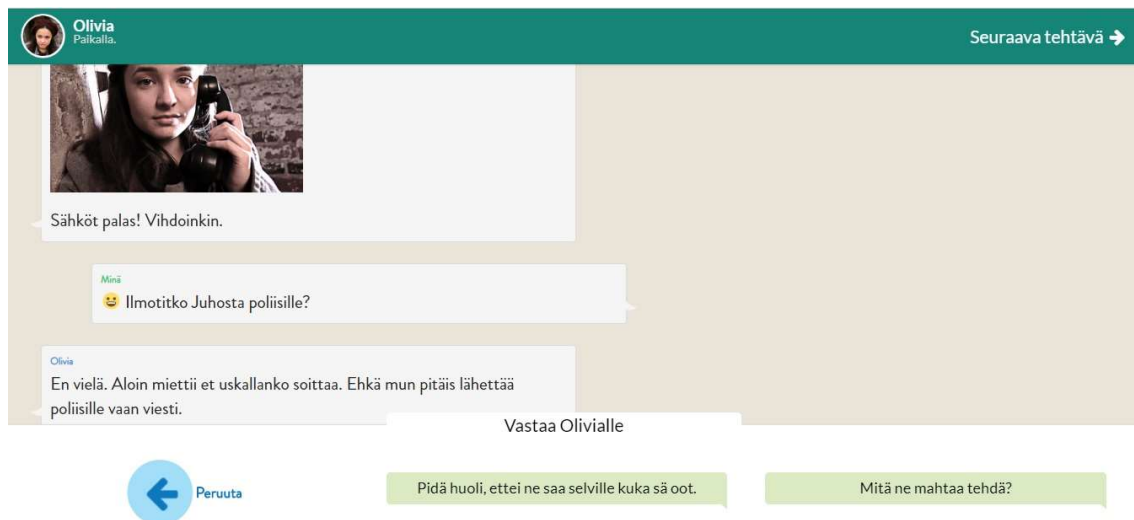 Olivia
Paikalla.
Seuraava tehtävä
Sähköt palas! Vihdoinkin.
Minä
😀 Ilmotitko Juhosta poliisille?
Olivia
En vielä. Aloin miettii et uskallanko soittaa. Ehkä mun pitäis lähettää
poliisille vaan viesti.
Vastaa Olivialle
Peruuta
Pidä huoli, ettei ne saa selville kuka sä oot.
Mitä ne mahtaa tehdä?